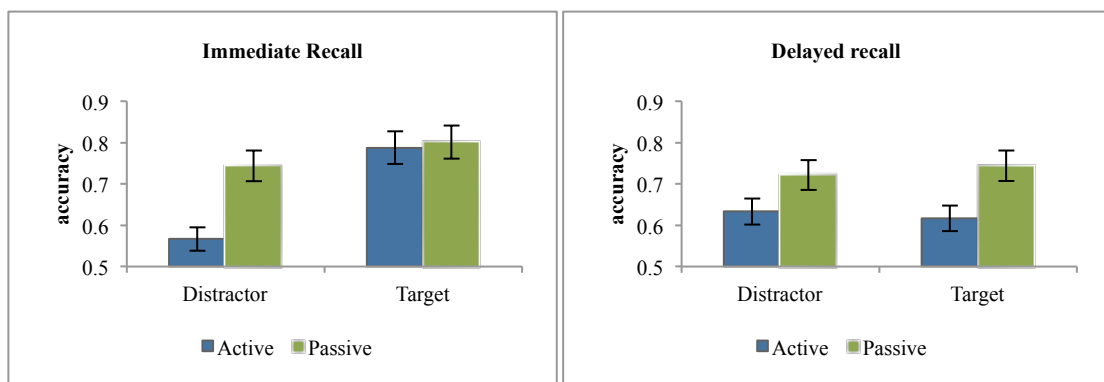 Immediate Recall
accuracy
0.9
0.8
0.7
0.6
0.5
Distractor Target
Active Passive
Delayed recall
accuracy
0.9
0.8
0.7
0.6
0.5
Distractor Target
Active Passive